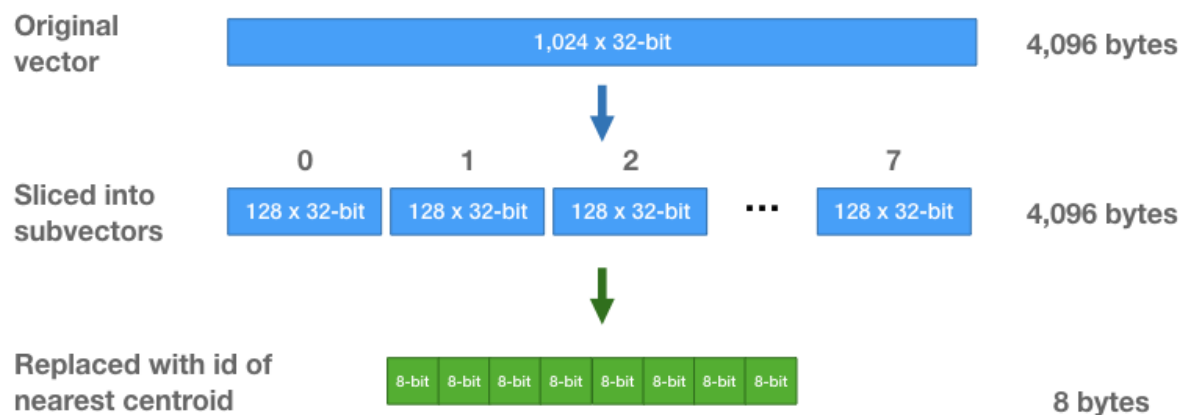 Original
vector
1,024 x 32-bit
4,096 bytes
0 1 2 7
Sliced into
subvectors
128 x 32-bit 128 x 32-bit 128 x 32-bit ... 128 x 32-bit
4,096 bytes
Replaced with id of
nearest centroid
8-bit 8-bit 8-bit 8-bit 8-bit 8-bit 8-bit 8-bit
8 bytes